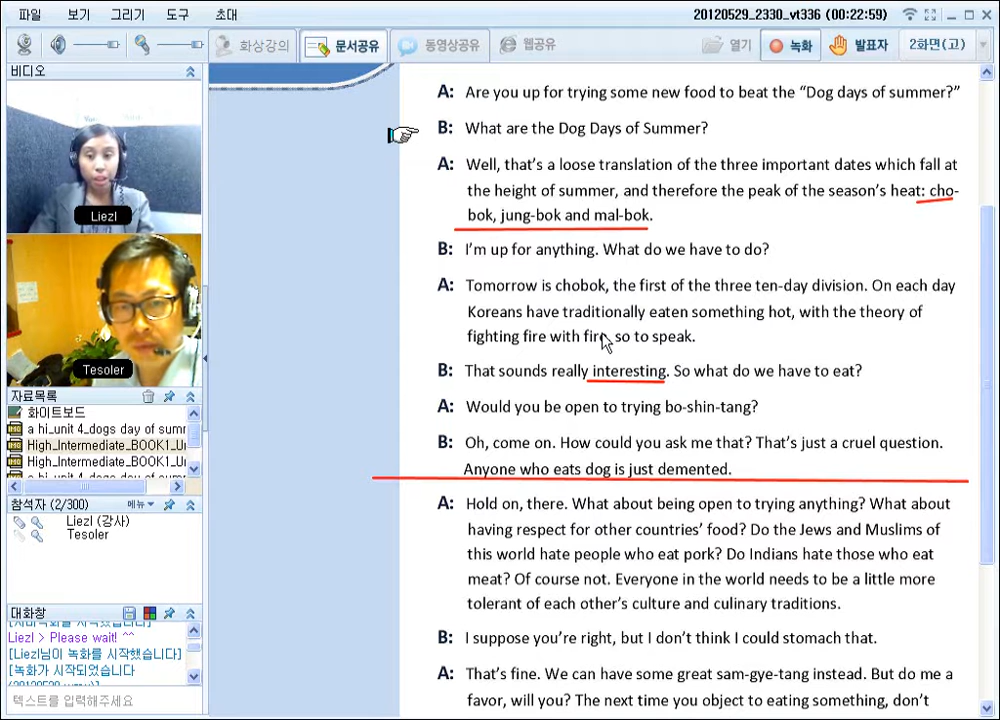 파일 보기 그리기 도구 초대 20120529_2330_vt336 (00:22:59)
화상강의 문서공유 동영상공유 웹공유 열기 녹화 발표자 2화면(고)
비디오
Liezl
Tesoler
자료목록
화이트보드
a hi_unit 4_dogs day of sumr
High_Intermediate_BOOK1_Ur
High_Intermediate_BOOK1_Ur
a hi_unit 4_dogs day of sumr
참석자 (2/300) 메뉴
Liezl (강사)
Tesoler
대화창
Liezl > Please wait! ^^
[Liezl님이 녹화를 시작했습니다]
[녹화가 시작되었습니다
텍스트를 입력해주세요
A: Are you up for trying some new food to beat the “Dog days of summer?”
B: What are the Dog Days of Summer?
A: Well, that’s a loose translation of the three important dates which fall at
the height of summer, and therefore the peak of the season’s heat: cho-
bok, jung-bok and mal-bok.
B: I’m up for anything. What do we have to do?
A: Tomorrow is chobok, the first of the three ten-day division. On each day
Koreans have traditionally eaten something hot, with the theory of
fighting fire with fire, so to speak.
B: That sounds really interesting. So what do we have to eat?
A: Would you be open to trying bo-shin-tang?
B: Oh, come on. How could you ask me that? That’s just a cruel question.
Anyone who eats dog is just demented.
A: Hold on, there. What about being open to trying anything? What about
having respect for other countries’ food? Do the Jews and Muslims of
this world hate people who eat pork? Do Indians hate those who eat
meat? Of course not. Everyone in the world needs to be a little more
tolerant of each other’s culture and culinary traditions.
B: I suppose you’re right, but I don’t think I could stomach that.
A: That’s fine. We can have some great sam-gye-tang instead. But do me a
favor, will you? The next time you object to eating something, don’t